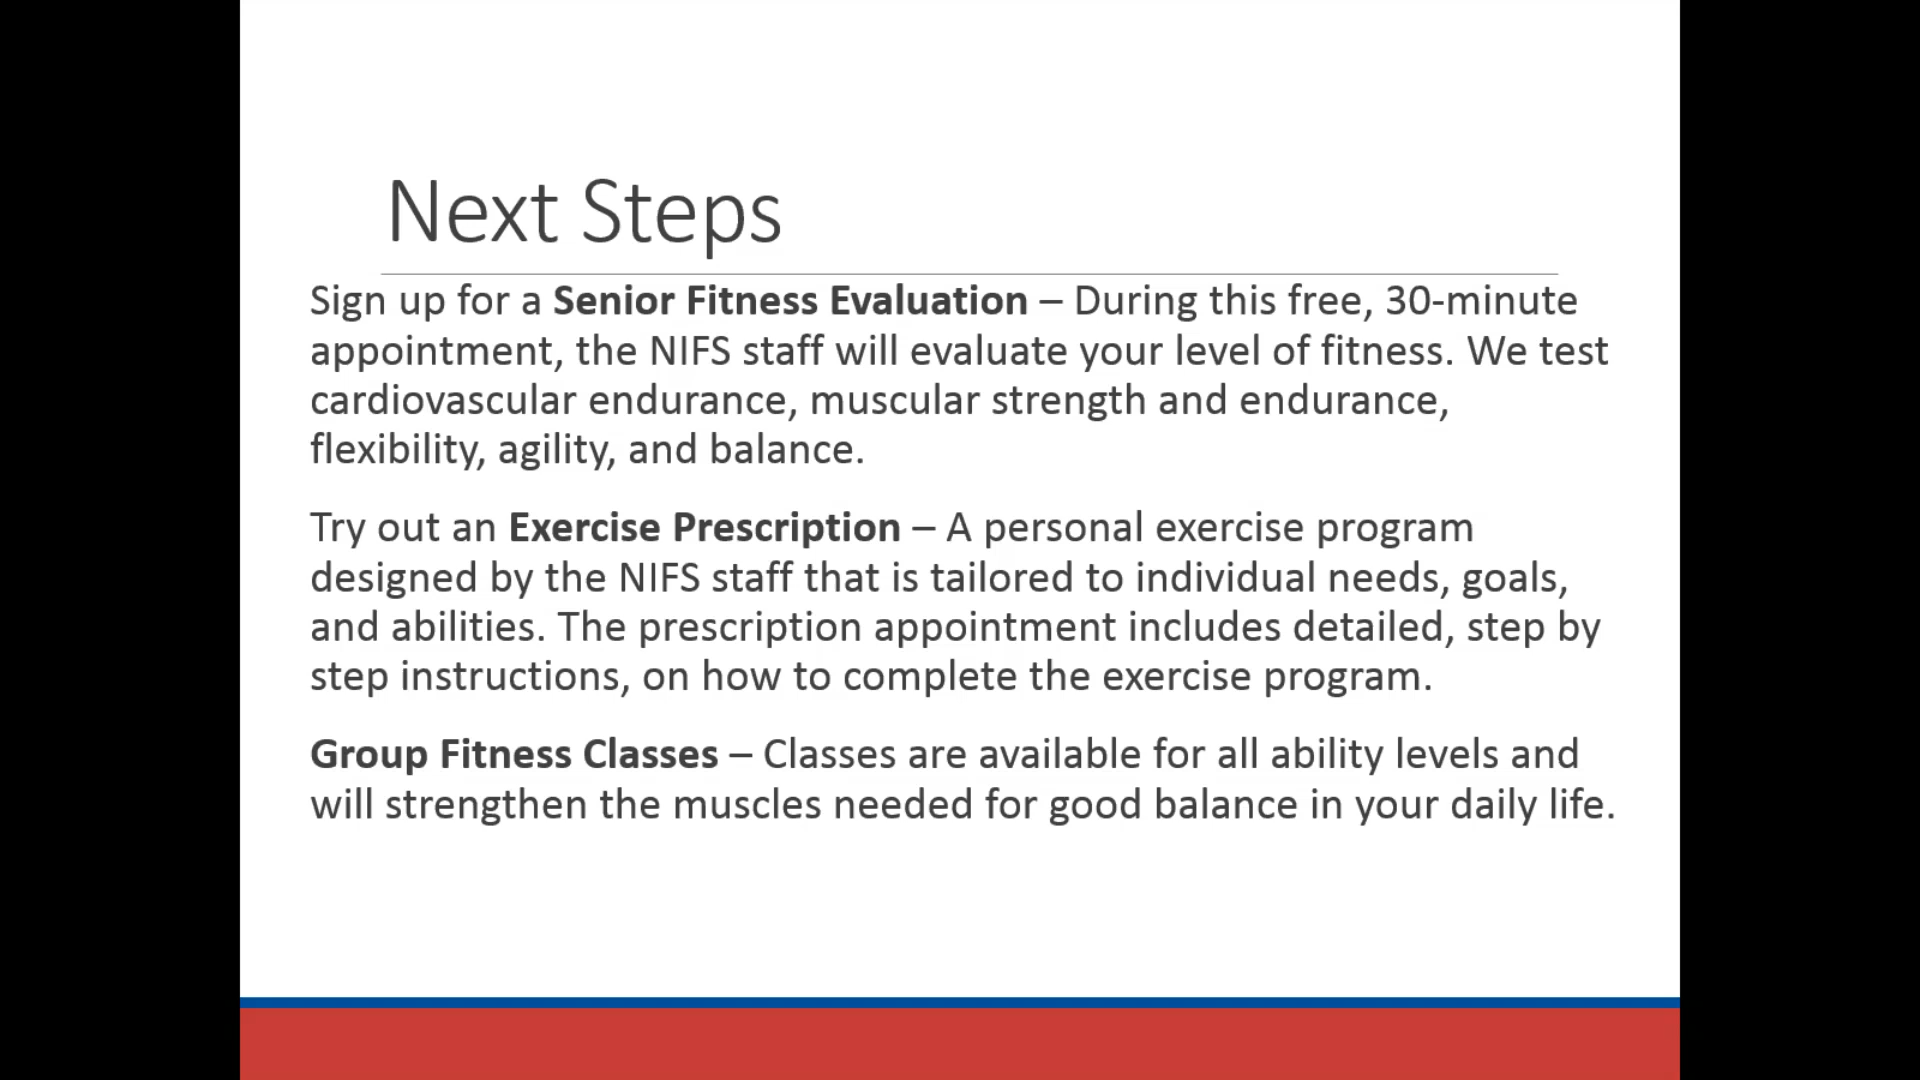 Next Steps
Sign up for a Senior Fitness Evaluation – During this free, 30-minute
appointment, the NIFS staff will evaluate your level of fitness. We test
cardiovascular endurance, muscular strength and endurance,
flexibility, agility, and balance.
Try out an Exercise Prescription – A personal exercise program
designed by the NIFS staff that is tailored to individual needs, goals,
and abilities. The prescription appointment includes detailed, step by
step instructions, on how to complete the exercise program.
Group Fitness Classes – Classes are available for all ability levels and
will strengthen the muscles needed for good balance in your daily life.